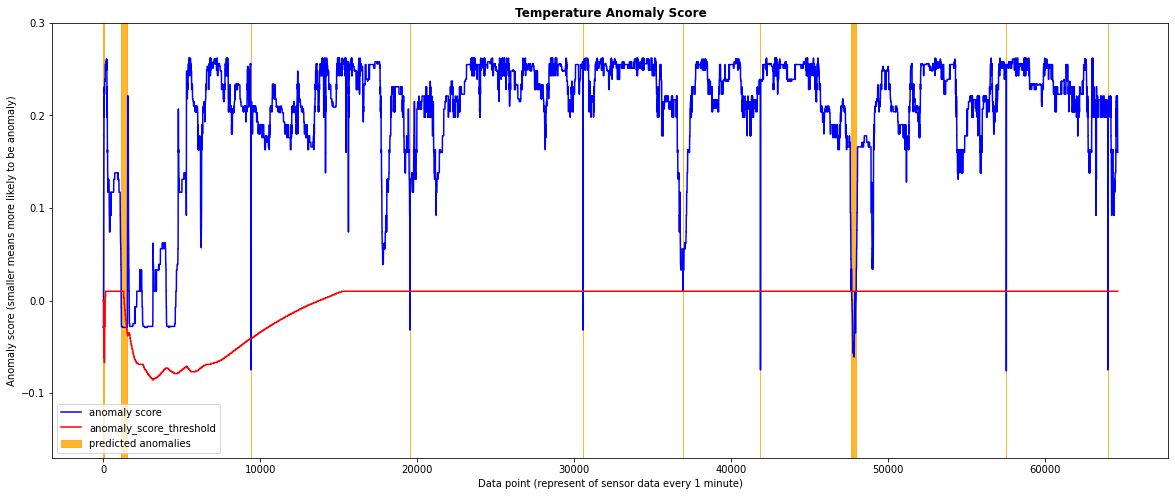 Temperature Anomaly Score
Anomaly score (smaller means more likely to be anomaly)
0.3
0.2
0.1
0.0
−0.1
anomaly score
anomaly_score_threshold
predicted anomalies
0 10000 20000 30000 40000 50000 60000
Data point (represent of sensor data every 1 minute)